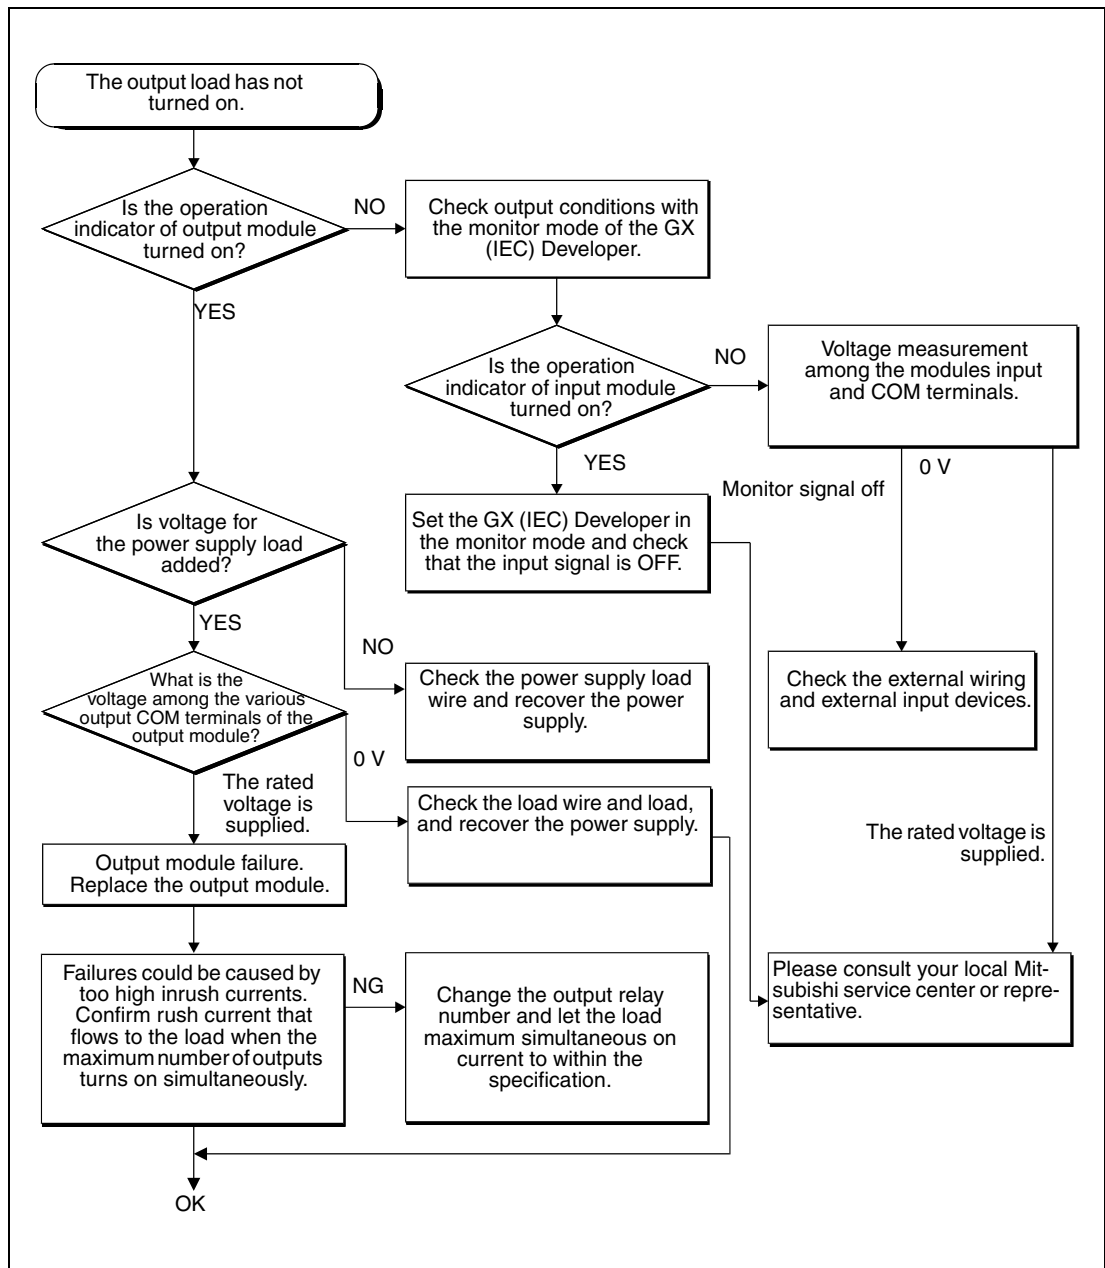 The output load has not
turned on.
Is the operation
indicator of output module
turned on?
NO
Check output conditions with
the monitor mode of the GX
(IEC) Developer.
YES
Is the operation
indicator of input module
turned on?
NO
Voltage measurement
among the modules input
and COM terminals.
YES
0 V
Monitor signal off
Set the GX (IEC) Developer in
the monitor mode and check
that the input signal is OFF.
Is voltage for
the power supply load
added?
YES
NO
Check the power supply load
wire and recover the power
supply.
Check the external wiring
and external input devices.
What is the
voltage among the various
output COM terminals of the
output module?
0 V
The rated
voltage is
supplied.
Check the load wire and load,
and recover the power supply.
The rated voltage is
supplied.
Output module failure.
Replace the output module.
Failures could be caused by
too high inrush currents.
Confirm rush current that
flows to the load when the
maximum number of outputs
turns on simultaneously.
NG
Change the output relay
number and let the load
maximum simultaneous on
current to within the
specification.
Please consult your local Mit-
subishi service center or repre-
sentative.
OK